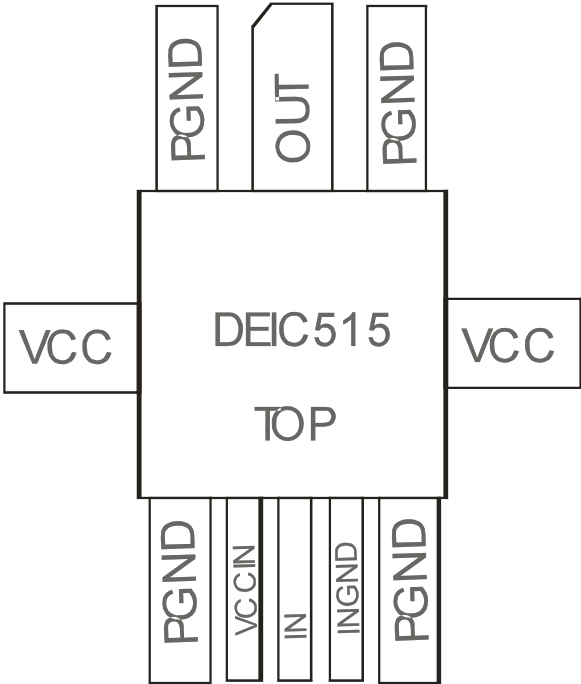 PGND
OUT
PGND
VCC
DEIC515
VCC
TOP
PGND
VCCIN
IN
INGND
PGND